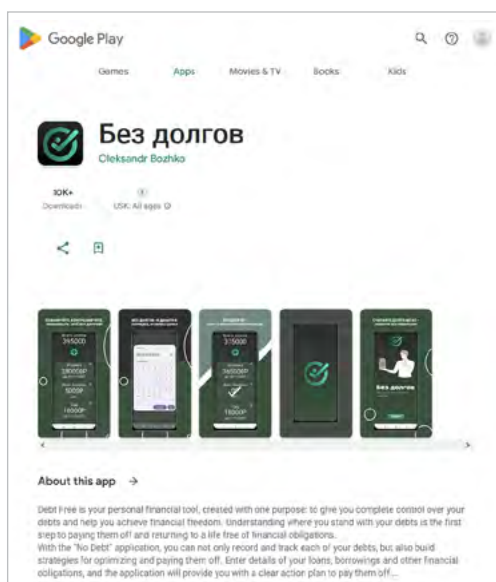 Google Play
Games Apps Movies & TV Books Kids
Без долгов
Oleksandr Bozhko
10K+
Downloads USK: All ages
395000
5000₽
315000
15000₽
Без долгов
About this app →
Debt Free is your personal financial tool, created with one purpose: to give you complete control over your
debts and help you achieve financial freedom. Understanding where you stand with your debts is the first
step to paying them off and returning to a life free of financial obligations.
With the "No Debt" application, you can not only record and track each of your debts, but also build
strategies for optimizing and paying them off. Enter details of your loans, borrowings and other financial
obligations, and the application will provide you with a clear action plan to pay them off...